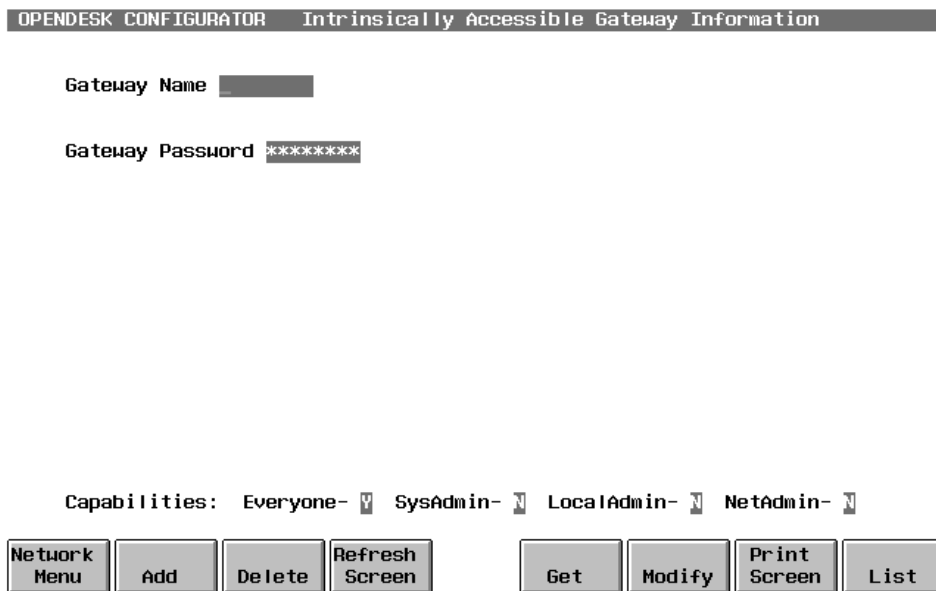 OPENDESK CONFIGURATOR Intrinsically Accessible Gateway Information
Gateway Name _
Gateway Password ********
Capabilities: Everyone- Y SysAdmin- N LocalAdmin- N NetAdmin- N
Network Menu
Add
Delete
Refresh Screen
Get
Modify
Print Screen
List